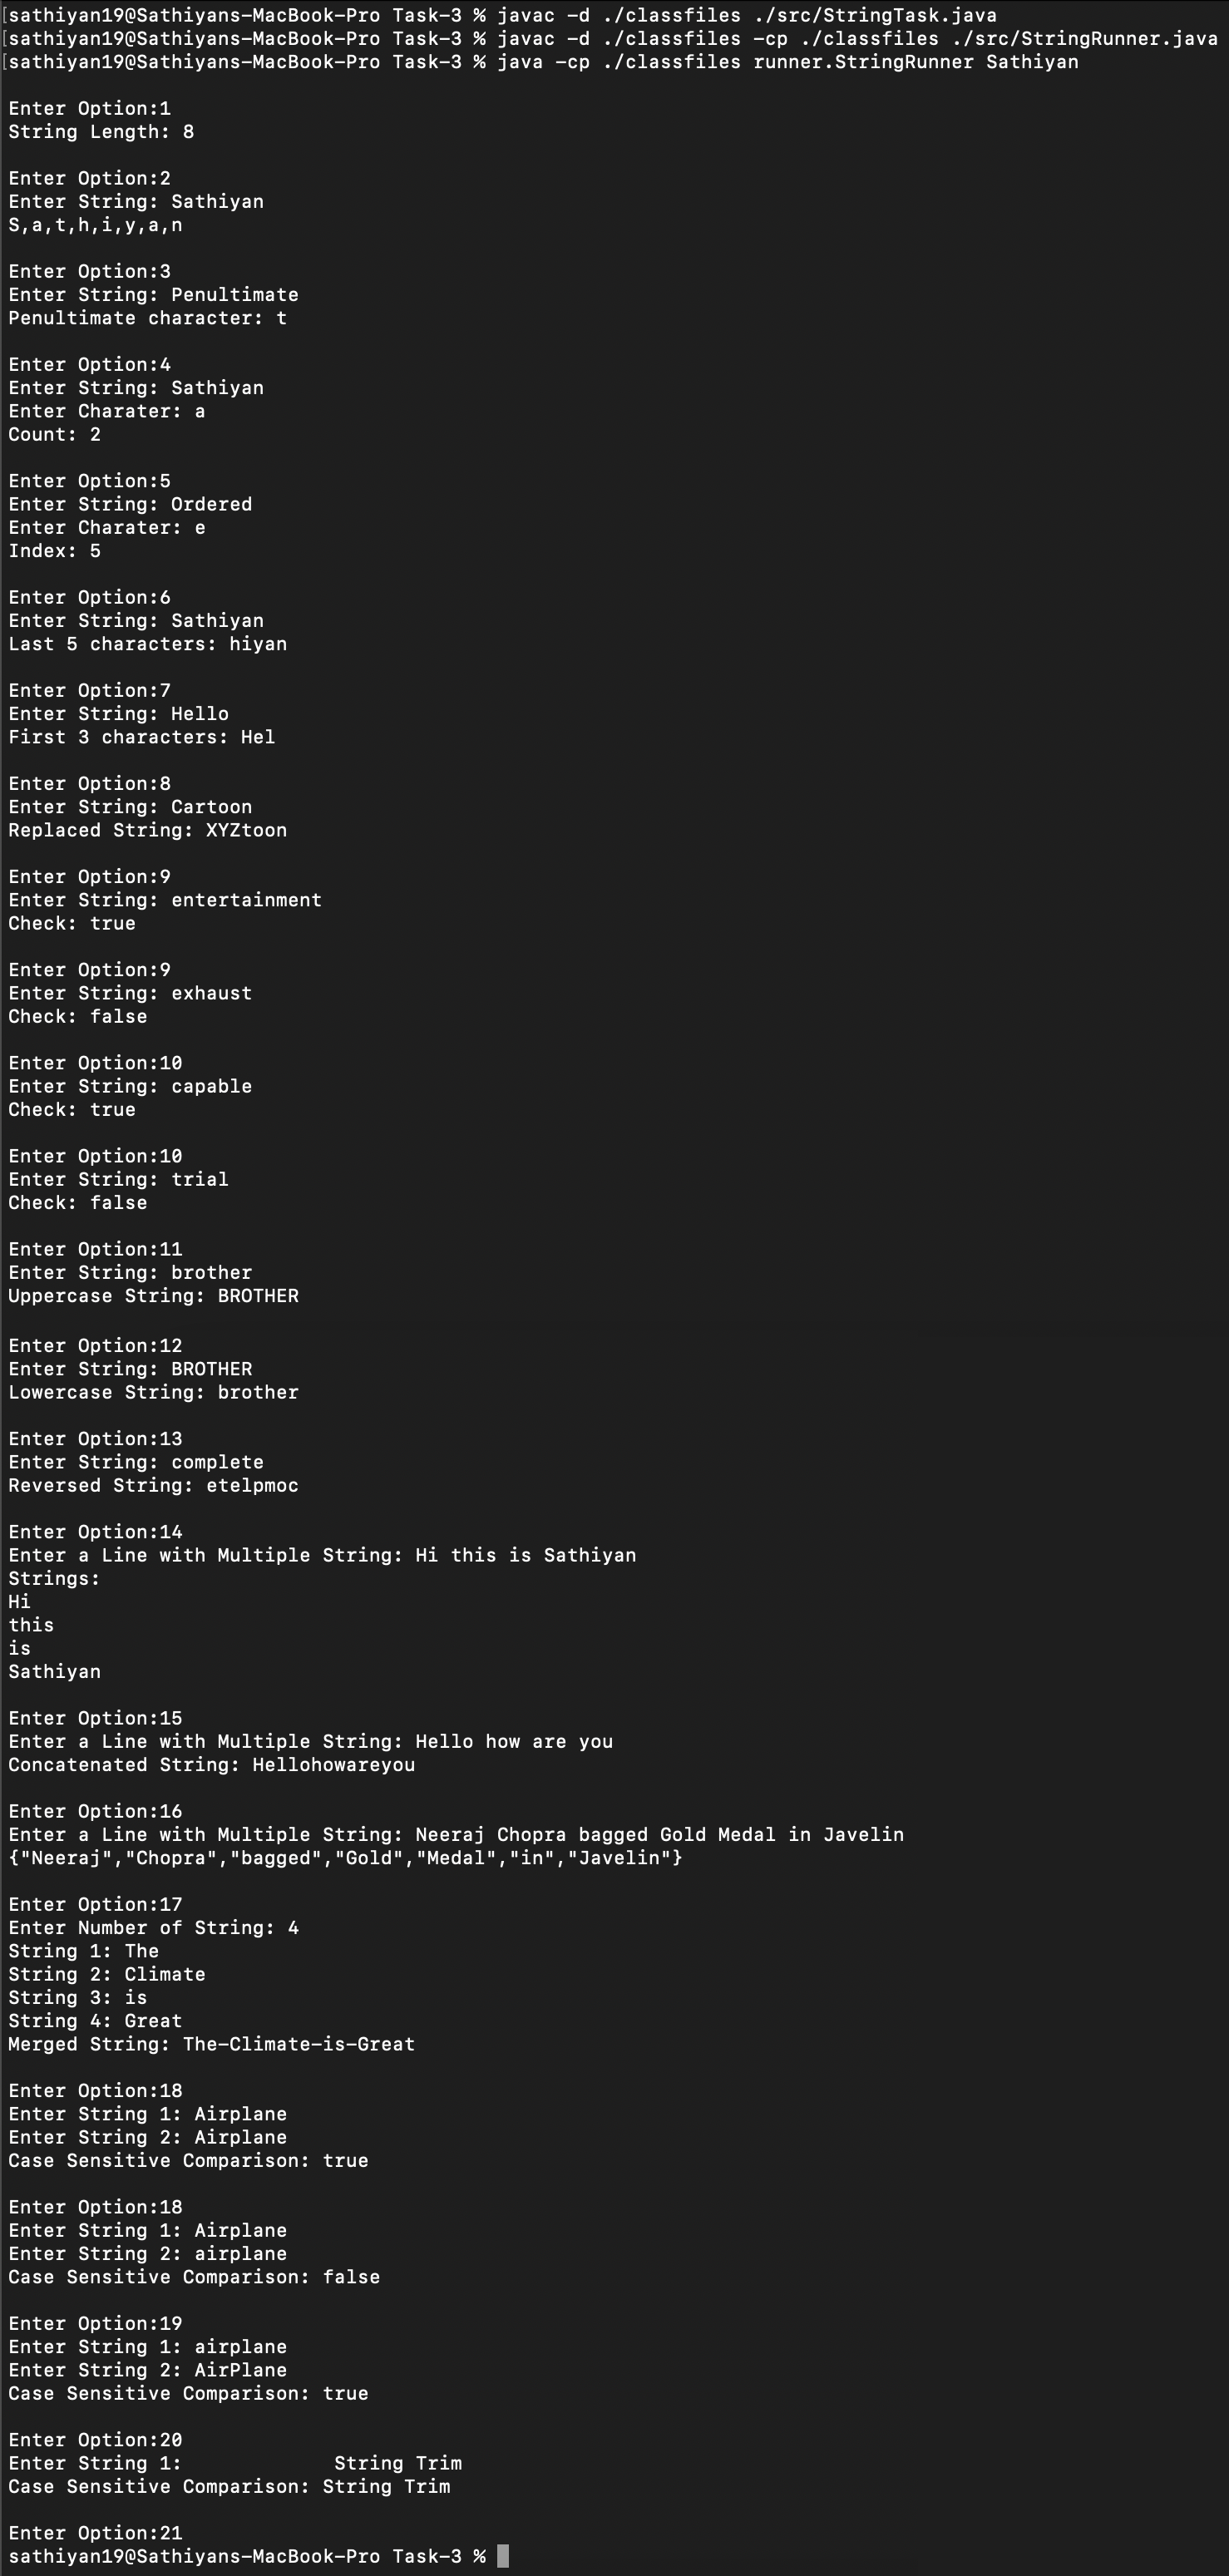 [sathiyan19@Sathiyans-MacBook-Pro Task-3 % javac -d ./classfiles ./src/StringTask.java
[sathiyan19@Sathiyans-MacBook-Pro Task-3 % javac -d ./classfiles -cp ./classfiles ./src/StringRunner.java
[sathiyan19@Sathiyans-MacBook-Pro Task-3 % java -cp ./classfiles runner.StringRunner Sathiyan
Enter Option:1
String Length: 8
Enter Option:2
Enter String: Sathiyan
S,a,t,h,i,y,a,n
Enter Option:3
Enter String: Penultimate
Penultimate character: t
Enter Option:4
Enter String: Sathiyan
Enter Charater: a
Count: 2
Enter Option:5
Enter String: Ordered
Enter Charater: e
Index: 5
Enter Option:6
Enter String: Sathiyan
Last 5 characters: hiyan
Enter Option:7
Enter String: Hello
First 3 characters: Hel
Enter Option:8
Enter String: Cartoon
Replaced String: XYZtoon
Enter Option:9
Enter String: entertainment
Check: true
Enter Option:9
Enter String: exhaust
Check: false
Enter Option:10
Enter String: capable
Check: true
Enter Option:10
Enter String: trial
Check: false
Enter Option:11
Enter String: brother
Uppercase String: BROTHER
Enter Option:12
Enter String: BROTHER
Lowercase String: brother
Enter Option:13
Enter String: complete
Reversed String: etelpmoc
Enter Option:14
Enter a Line with Multiple String: Hi this is Sathiyan
Strings:
Hi
this
is
Sathiyan
Enter Option:15
Enter a Line with Multiple String: Hello how are you
Concatenated String: Hellohowareyou
Enter Option:16
Enter a Line with Multiple String: Neeraj Chopra bagged Gold Medal in Javelin
{"Neeraj","Chopra","bagged","Gold","Medal","in","Javelin"}
Enter Option:17
Enter Number of String: 4
String 1: The
String 2: Climate
String 3: is
String 4: Great
Merged String: The-Climate-is-Great
Enter Option:18
Enter String 1: Airplane
Enter String 2: Airplane
Case Sensitive Comparison: true
Enter Option:18
Enter String 1: Airplane
Enter String 2: airplane
Case Sensitive Comparison: false
Enter Option:19
Enter String 1: airplane
Enter String 2: AirPlane
Case Sensitive Comparison: true
Enter Option:20
Enter String 1:             String Trim
Case Sensitive Comparison: String Trim
Enter Option:21
sathiyan19@Sathiyans-MacBook-Pro Task-3 %